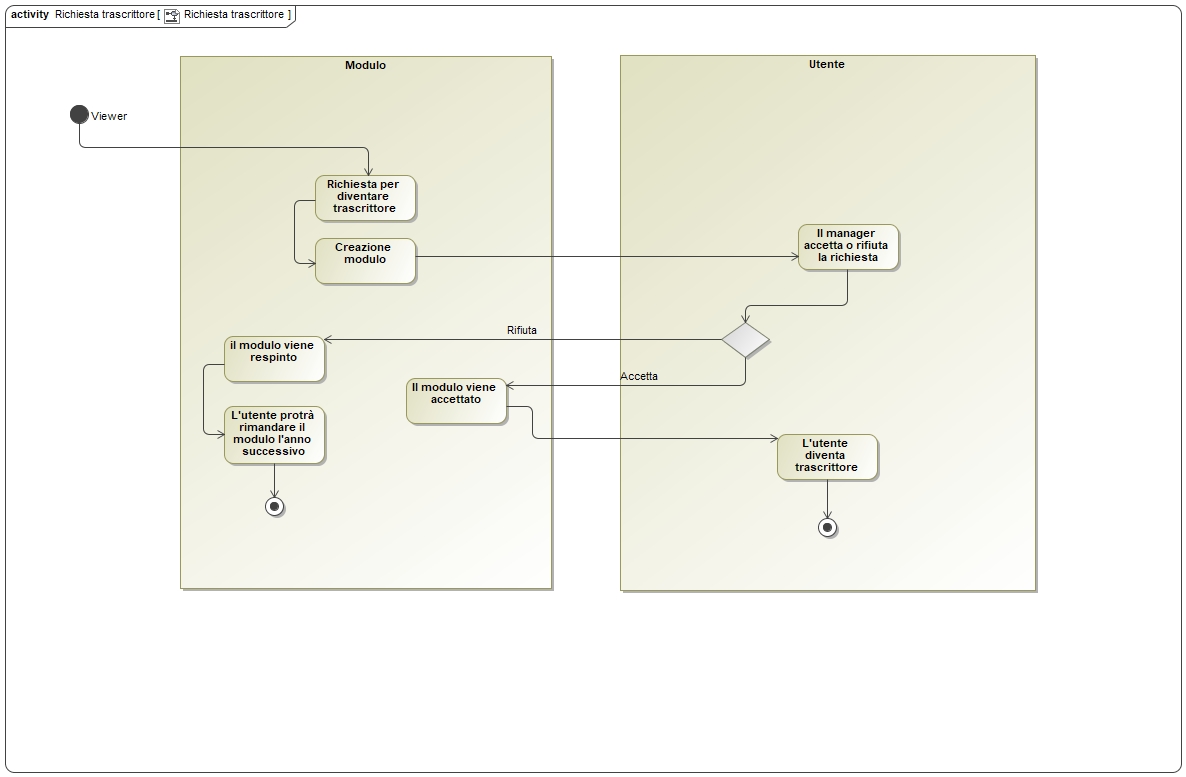 activity Richiesta trascrittore [ Richiesta trascrittore ]
Modulo
Utente
Viewer
Richiesta per
diventare
trascrittore
Creazione
modulo
Il manager
accetta o rifiuta
la richiesta
Rifiuta
il modulo viene
respinto
Accetta
Il modulo viene
accettato
L'utente protrà
rimandare il
modulo l'anno
successivo
L'utente
diventa
trascrittore